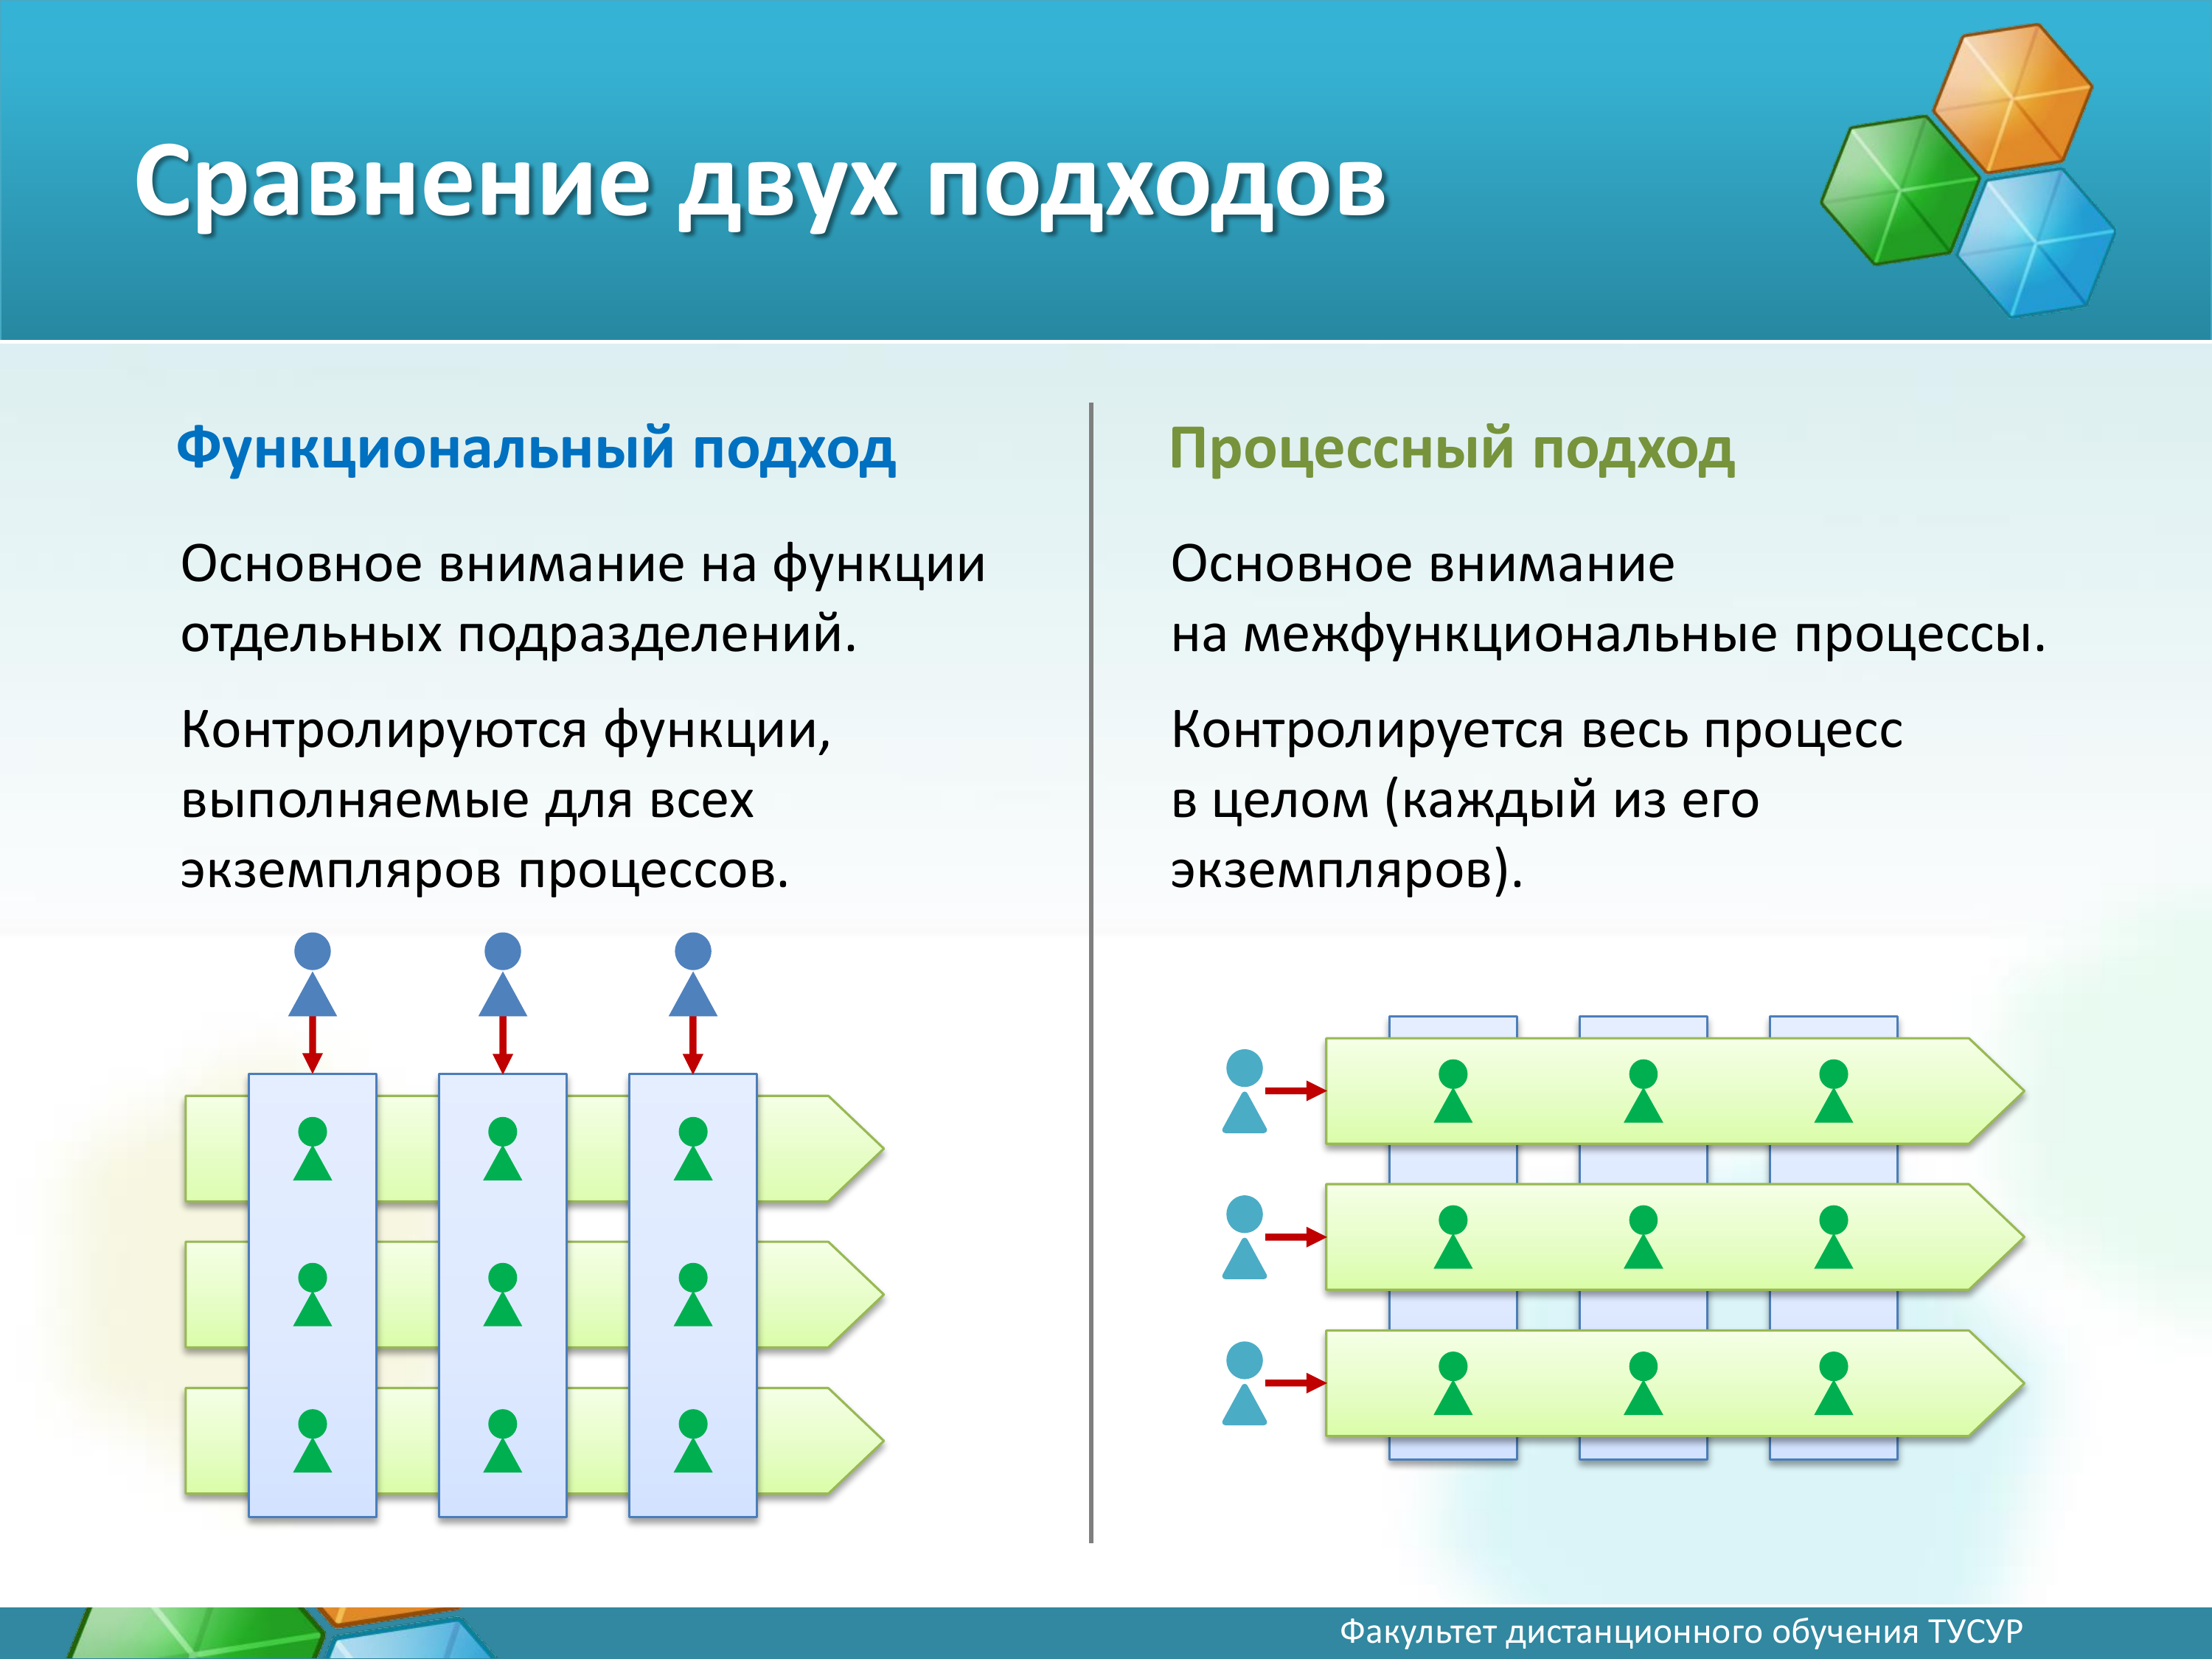 Сравнение двух подходов
Функциональный подход
Основное внимание на функции
отдельных подразделений.
Контролируются функции,
выполняемые для всех
экземпляров процессов.
Процессный подход
Основное внимание
на межфункциональные процессы.
Контролируется весь процесс
в целом (каждый из его
экземпляров).
Факультет дистанционного обучения ТУСУР